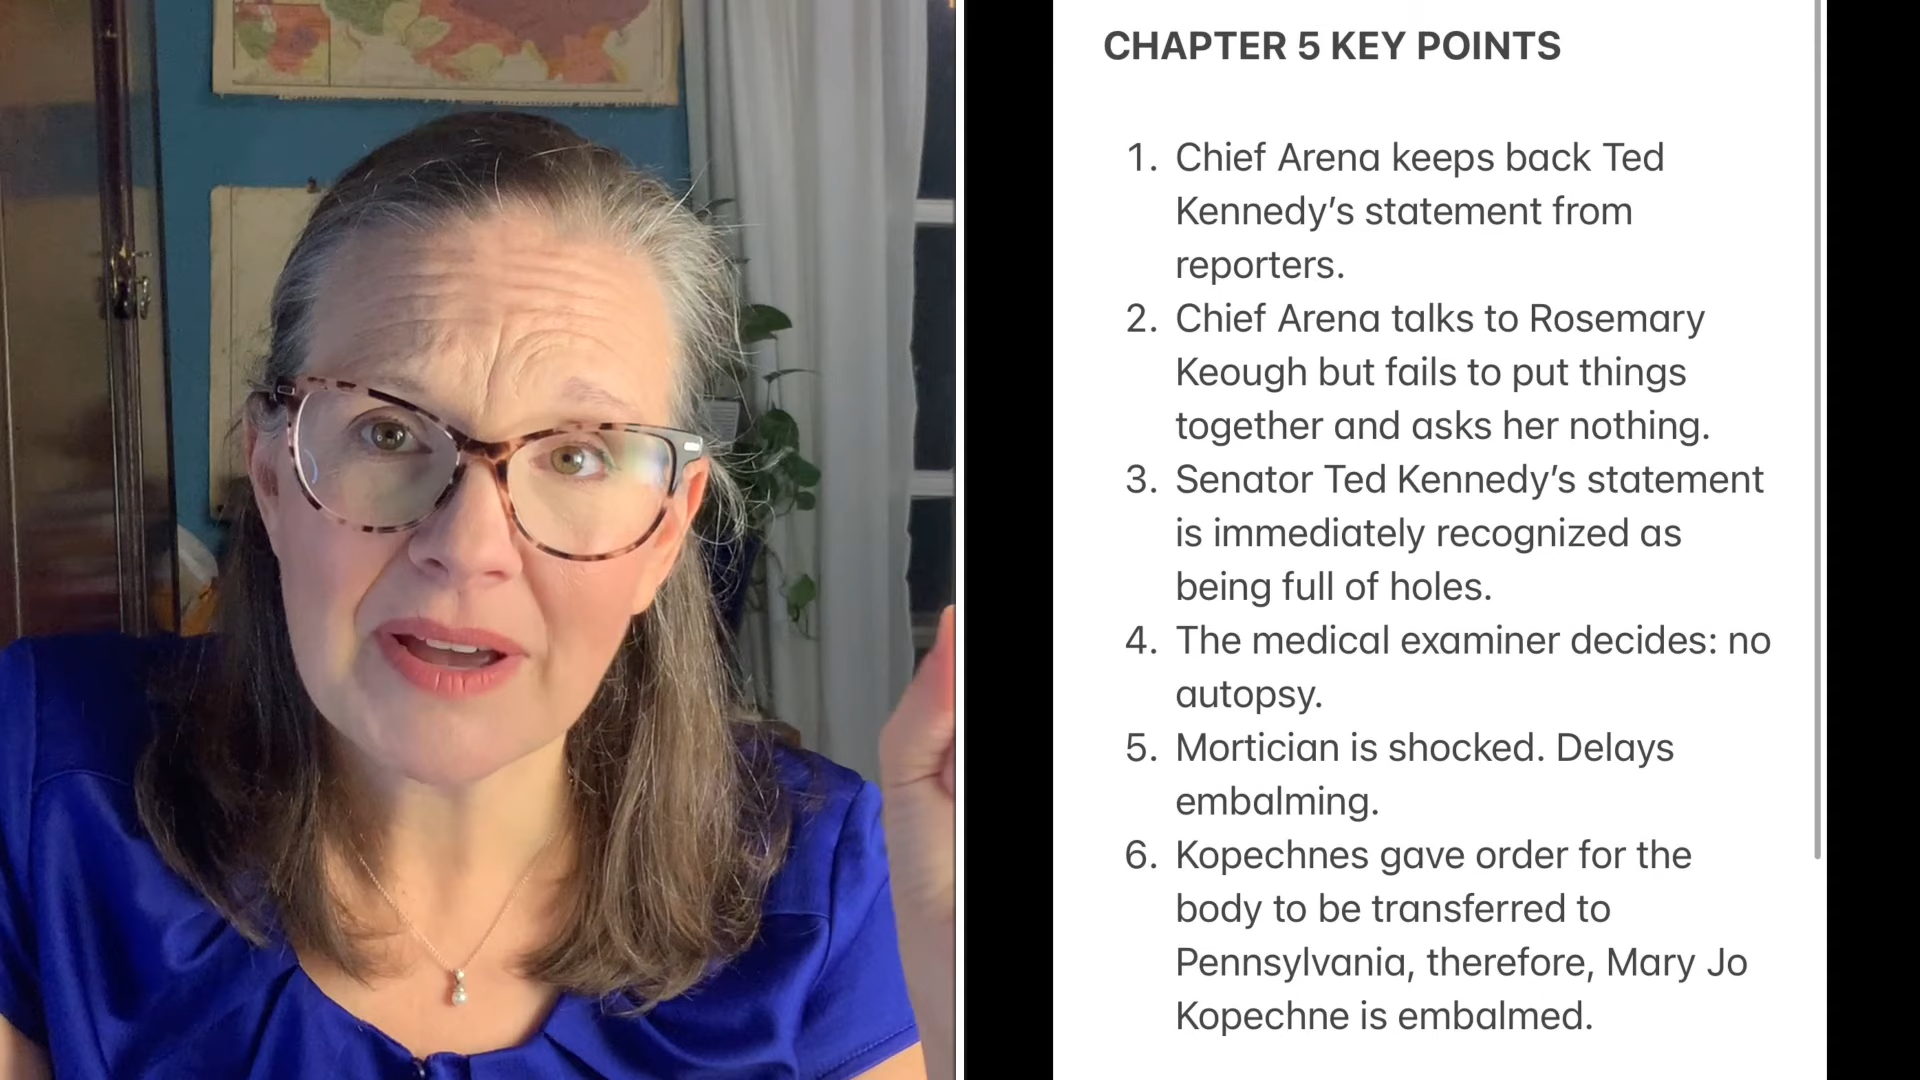 CHAPTER 5 KEY POINTS
1. Chief Arena keeps back Ted
Kennedy’s statement from
reporters.
2. Chief Arena talks to Rosemary
Keough but fails to put things
together and asks her nothing.
3. Senator Ted Kennedy’s statement
is immediately recognized as
being full of holes.
4. The medical examiner decides: no
autopsy.
5. Mortician is shocked. Delays
embalming.
6. Kopechnes gave order for the
body to be transferred to
Pennsylvania, therefore, Mary Jo
Kopechne is embalmed.